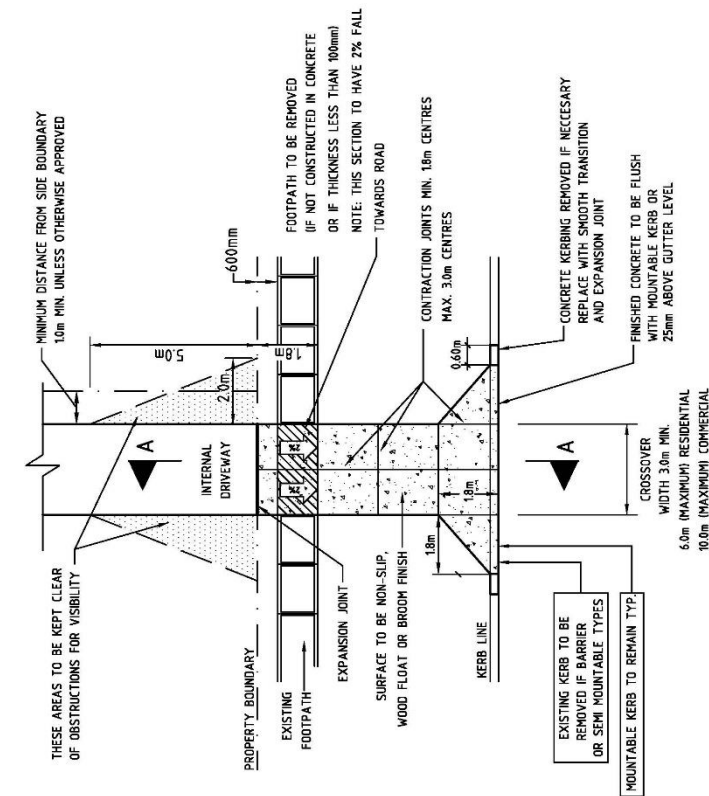 MINIMUM DISTANCE FROM SIDE BOUNDARY
1.0m MIN. UNLESS OTHERWISE APPROVED
THESE AREAS TO BE KEPT CLEAR
OF OBSTRUCTIONS FOR VISIBILITY
5.0m
2.0m
A
INTERNAL
DRIVEWAY
PROPERTY BOUNDARY
600mm
1.8m
EXISTING
FOOTPATH
2%
2%
FOOTPATH TO BE REMOVED
(IF NOT CONSTRUCTED IN CONCRETE
OR IF THICKNESS LESS THAN 100mm)
NOTE: THIS SECTION TO HAVE 2% FALL
TOWARDS ROAD
EXPANSION JOINT
SURFACE TO BE NON-SLIP,
WOOD FLOAT OR BROOM FINISH
CONTRACTION JOINTS MIN. 1.8m CENTRES
MAX. 3.0m CENTRES
1.8m
1.8m
0.60m
KERB LINE
CONCRETE KERBING REMOVED IF NECCESARY
REPLACE WITH SMOOTH TRANSITION
AND EXPANSION JOINT
FINISHED CONCRETE TO BE FLUSH
WITH MOUNTABLE KERB OR
25mm ABOVE GUTTER LEVEL
EXISTING KERB TO BE
REMOVED IF BARRIER
OR SEMI MOUNTABLE TYPES
MOUNTABLE KERB TO REMAIN TYP.
A
CROSSOVER
WIDTH 3.0m MIN.
6.0m (MAXIMUM) RESIDENTIAL
10.0m (MAXIMUM) COMMERCIAL